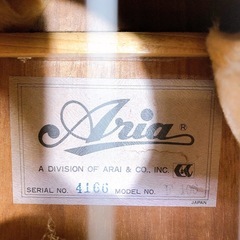 Aria®
A DIVISION OF ARAI & CO., INC.
SERIAL NO. 4166 MODEL NO.
JAPAN